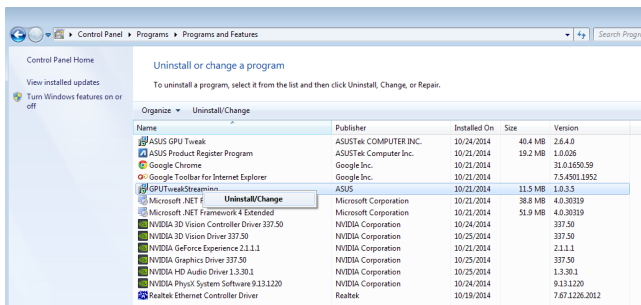 Control Panel ▸ Programs ▸ Programs and Features
Search Progr
Control Panel Home
View installed updates
Turn Windows features on or
off
Uninstall or change a program
To uninstall a program, select it from the list and then click Uninstall, Change, or Repair.
Organize Uninstall/Change
Name Publisher Installed On Size Version
ASUS GPU Tweak ASUSTek COMPUTER INC. 10/24/2014 40.4 MB 2.6.4.0
ASUS Product Register Program ASUSTek Computer Inc. 10/21/2014 19.2 MB 1.0.026
Google Chrome Google Inc. 10/21/2014 31.0.1650.59
Google Toolbar for Internet Explorer Google Inc. 10/21/2014 7.5.4501.1952
GPUTweakStreaming ASUS 10/21/2014 11.5 MB 1.0.3.5
Uninstall/Change
Microsoft .NET F Microsoft Corporation 10/21/2014 38.8 MB 4.0.30319
Microsoft .NET Framework 4 Extended Microsoft Corporation 10/21/2014 51.9 MB 4.0.30319
NVIDIA 3D Vision Controller Driver 337.50 NVIDIA Corporation 10/24/2014 337.50
NVIDIA 3D Vision Driver 337.50 NVIDIA Corporation 10/25/2014 337.50
NVIDIA GeForce Experience 2.1.1.1 NVIDIA Corporation 10/21/2014 2.1.1.1
NVIDIA Graphics Driver 337.50 NVIDIA Corporation 10/25/2014 337.50
NVIDIA HD Audio Driver 1.3.30.1 NVIDIA Corporation 10/25/2014 1.3.30.1
NVIDIA PhysX System Software 9.13.1220 NVIDIA Corporation 10/24/2014 9.13.1220
Realtek Ethernet Controller Driver Realtek 10/19/2014 7.67.1226.2012